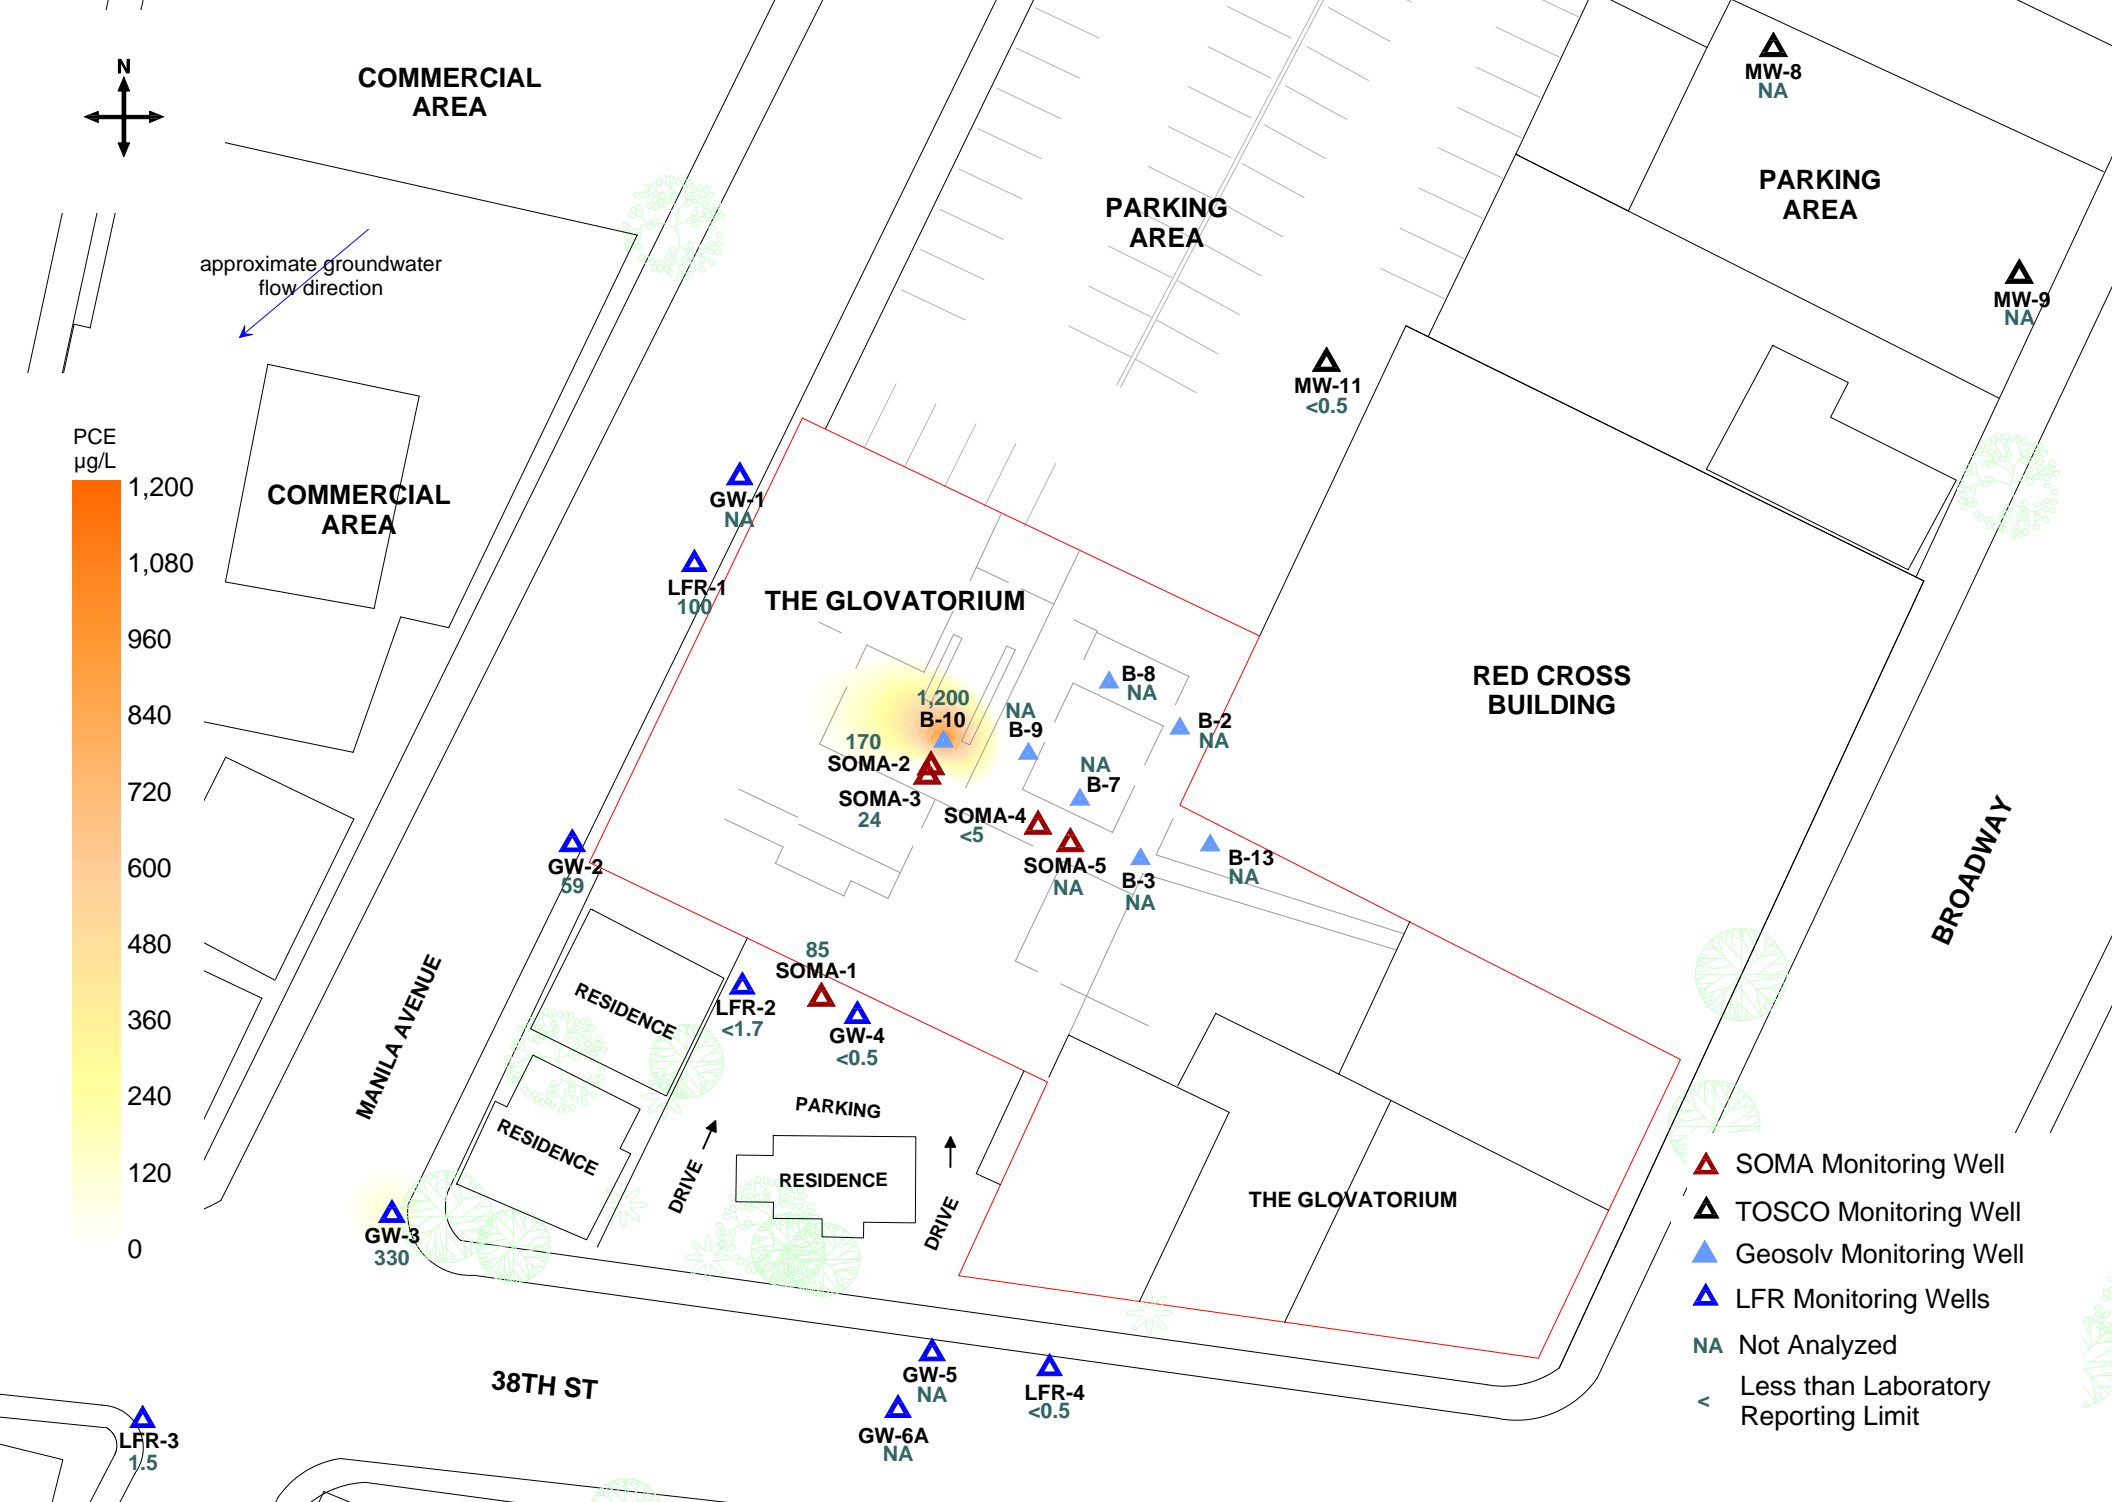 N
COMMERCIAL
AREA
MW-8
NA
PARKING
AREA
PARKING
AREA
approximate groundwater
flow direction
MW-9
NA
MW-11
<0.5
PCE
µg/L
1,200
1,080
960
840
720
600
480
360
240
120
0
COMMERCIAL
AREA
GW-1
NA
LFR-1
100
THE GLOVATORIUM
RED CROSS
BUILDING
B-8
NA
1,200
B-10
NA
B-9
B-2
NA
170
SOMA-2
NA
B-7
SOMA-3
24
SOMA-4
<5
SOMA-5
NA
B-3
NA
B-13
NA
GW-2
59
BROADWAY
MANILA AVENUE
85
SOMA-1
LFR-2
<1.7
GW-4
<0.5
RESIDENCE
RESIDENCE
PARKING
RESIDENCE
DRIVE
DRIVE
THE GLOVATORIUM
GW-3
330
38TH ST
GW-5
NA
LFR-4
<0.5
GW-6A
NA
LFR-3
1.5
SOMA Monitoring Well
TOSCO Monitoring Well
Geosolv Monitoring Well
LFR Monitoring Wells
NA Not Analyzed
< Less than Laboratory
Reporting Limit